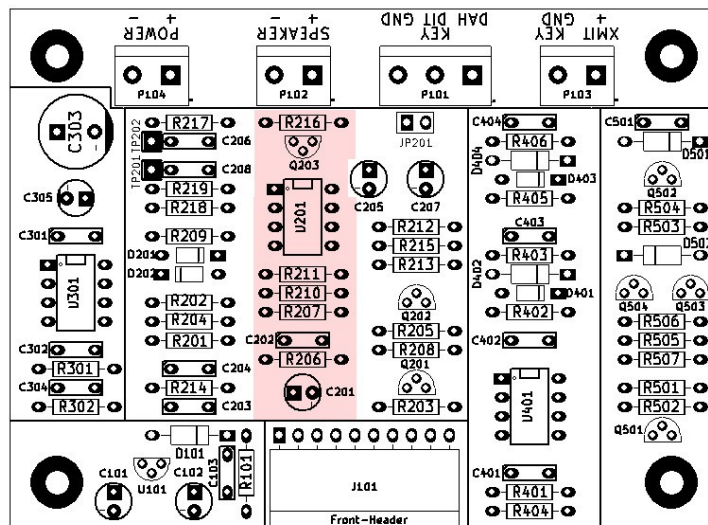 - + POWER
- + SPEAKER
KEY DAH DIT GND
XMIT KEY + GND
P104
P102
P101
P103
C303
R217
TP202
C206
TP201
C208
R219
C305
R218
C301
R209
D201
D202
U301
R202
R204
R201
C302
R301
C204
C304
R214
R302
C203
R216
Q203
U201
R211
R210
R207
C202
R206
C201
JP201
C205
C207
R212
R215
R213
Q202
R205
R208
Q201
R203
C404
R406
D404
D403
R405
C403
R403
D402
D401
R402
C402
U401
C401
R401
R404
C501
D501
Q502
R504
R503
D502
Q504
Q503
R506
R505
R507
R501
R502
Q501
D101
C101
U101
C102
C103
R101
J101
Front-Header